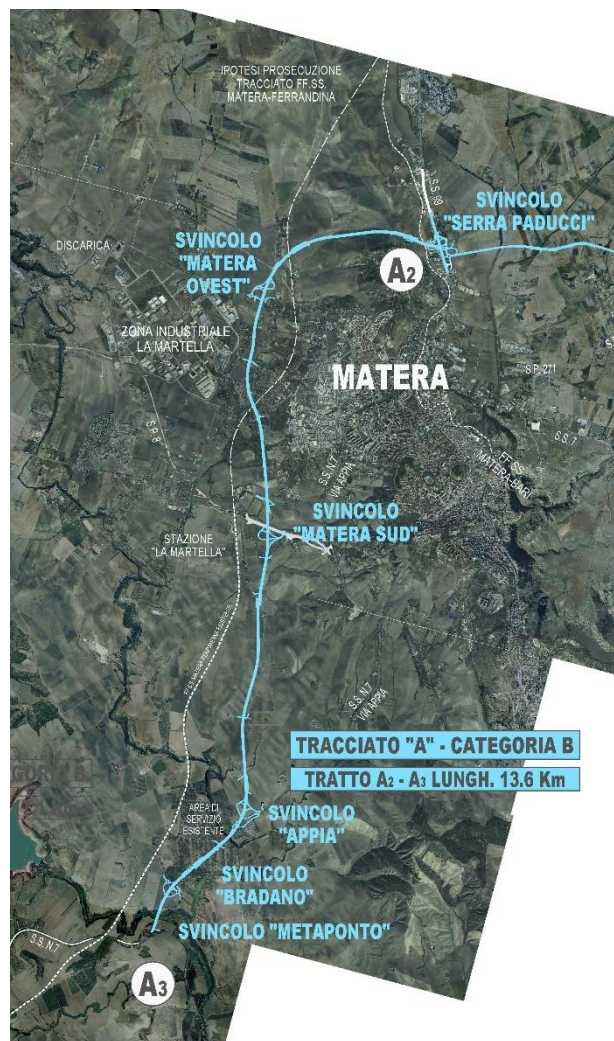 IPOTESI PROSECUZIONE
TRACCIATO FF.SS.
MATERA-FERRANDINA
S.S. 99
SVINCOLO
"SERRA PADUCCI"
DISCARICA
SVINCOLO
"MATERA
OVEST"
A2
ZONA INDUSTRIALE
LA MARTELLA
MATERA
S.P. 271
S.P. 8
S.S. 7
S.S. N.7
VIA APPIA
FF.SS.
MATERA-BARI
SVINCOLO
"MATERA SUD"
STAZIONE
"LA MARTELLA"
S.S. N.7
VIA APPIA
TRACCIATO "A" - CATEGORIA B
TRATTO A2 - A3 LUNGH. 13.6 Km
AREA DI
SERVIZIO
ESISTENTE
SVINCOLO
"APPIA"
SVINCOLO
"BRADANO"
SVINCOLO "METAPONTO"
S.S. N.7
A3